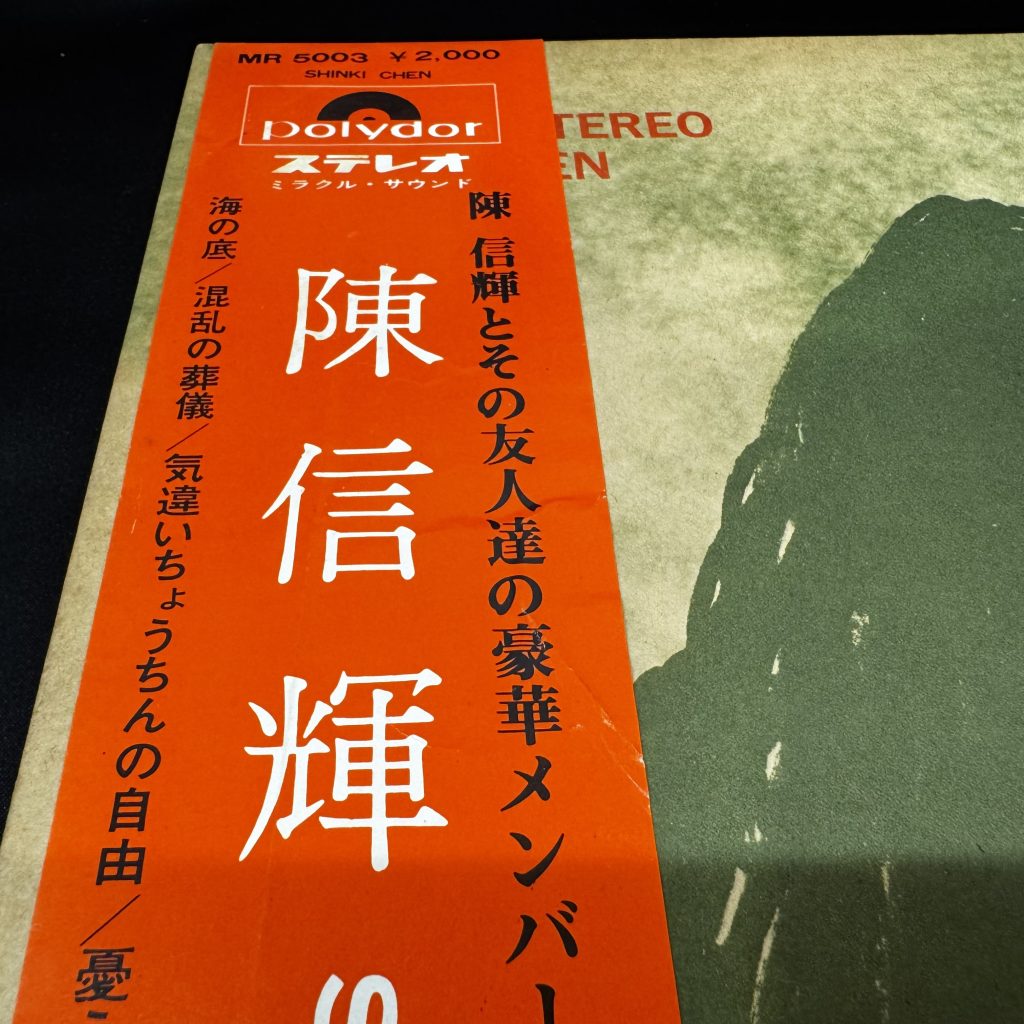 MR 5003 ¥2,000
SHINKI CHEN
polydor
ステレオ
ミラクル・サウンド
陳 信輝とその友人達の豪華メンバー
陳信輝
S
海の底/混乱の葬儀/気違いちょうちんの自由/憂
TEREO
EN